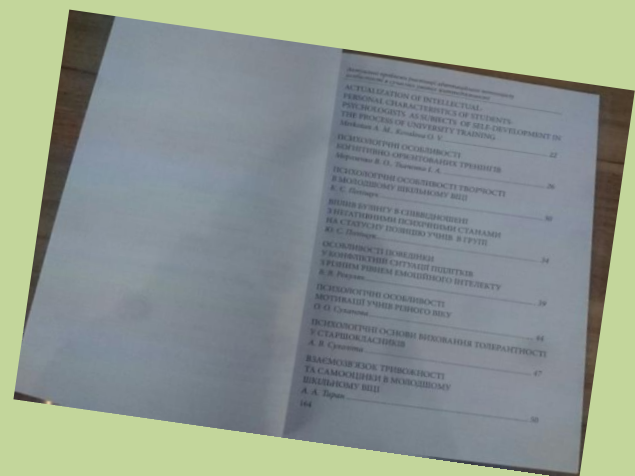 ACTUALIZATION OF INTELLECTUAL-
PERSONAL CHARACTERISTICS OF STUDENTS-
PSYCHOLOGISTS AS SUBJECTS OF SELF-DEVELOPMENT IN
THE PROCESS OF UNIVERSITY TRAINING
22
ПСИХОЛОГІЧНІ ОСОБЛИВОСТІ
КОГНІТИВНО ОРІЄНТОВАНИХ ТРЕНІНГІВ
26
ПСИХОЛОГІЧНІ ОСОБЛИВОСТІ ТВОРЧОСТІ
В МОЛОДШОМУ ШКІЛЬНОМУ ВІЦІ
К. С. 30
ВПЛИВ БУЛІНГУ В СПІВВІДНОШЕНІ
З НЕГАТИВНИМИ ПСИХІЧНИМИ СТАНАМИ
НА СТАТУСНУ ПОЗИЦІЮ УЧНІВ В ГРУПІ
Ю. С. 34
ОСОБЛИВОСТІ ПОВЕДІНКИ
У КОНФЛІКТНІЙ СИТУАЦІЇ ПІДЛІТКІВ
З РІЗНИМ РІВНЕМ ЕМОЦІЙНОГО ІНТЕЛЕКТУ
39
ПСИХОЛОГІЧНІ ОСОБЛИВОСТІ
МОТИВАЦІЇ УЧНІВ РІЗНОГО ВІКУ
О. О. 44
ПСИХОЛОГІЧНІ ОСНОВИ ВИХОВАННЯ ТОЛЕРАНТНОСТІ
У СТАРШОКЛАСНИКІВ
47
ВЗАЄМОЗВ'ЯЗОК ТРИВОЖНОСТІ
ТА САМООЦІНКИ В МОЛОДШОМУ
ШКІЛЬНОМУ ВІЦІ
А. А. Таран 50
164